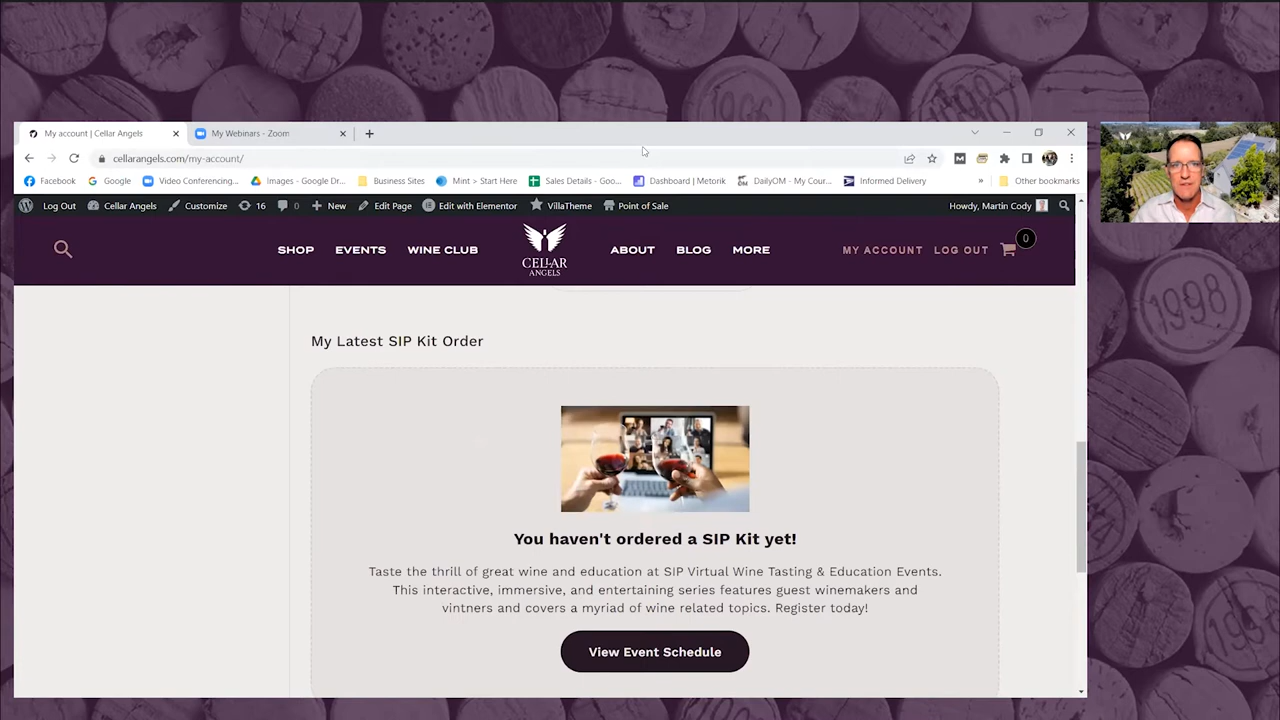 My account | Cellar Angels
My Webinars - Zoom
cellarangels.com/my-account/
Facebook Google Video Conferencing... Images - Google Dr... Business Sites Mint > Start Here Sales Details - Goo... Dashboard | Metorik DailyOM - My Cour... Informed Delivery » Other bookmarks
Log Out Cellar Angels Customize 16 0 New Edit Page Edit with Elementor VillaTheme Point of Sale Howdy, Martin Cody
SHOP EVENTS WINE CLUB CELLAR ANGELS ABOUT BLOG MORE MY ACCOUNT LOG OUT 0
My Latest SIP Kit Order
You haven't ordered a SIP Kit yet!
Taste the thrill of great wine and education at SIP Virtual Wine Tasting & Education Events.
This interactive, immersive, and entertaining series features guest winemakers and
vintners and covers a myriad of wine related topics. Register today!
View Event Schedule
1998